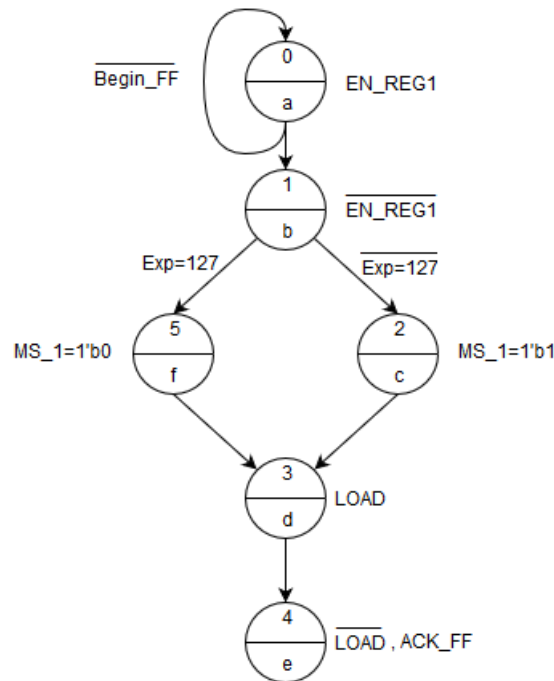 0
Begin_FF
EN_REG1
a
1
EN_REG1
b
Exp=127
Exp=127
5
2
MS_1=1'b0
MS_1=1'b1
f
c
3
LOAD
d
4
LOAD , ACK_FF
e